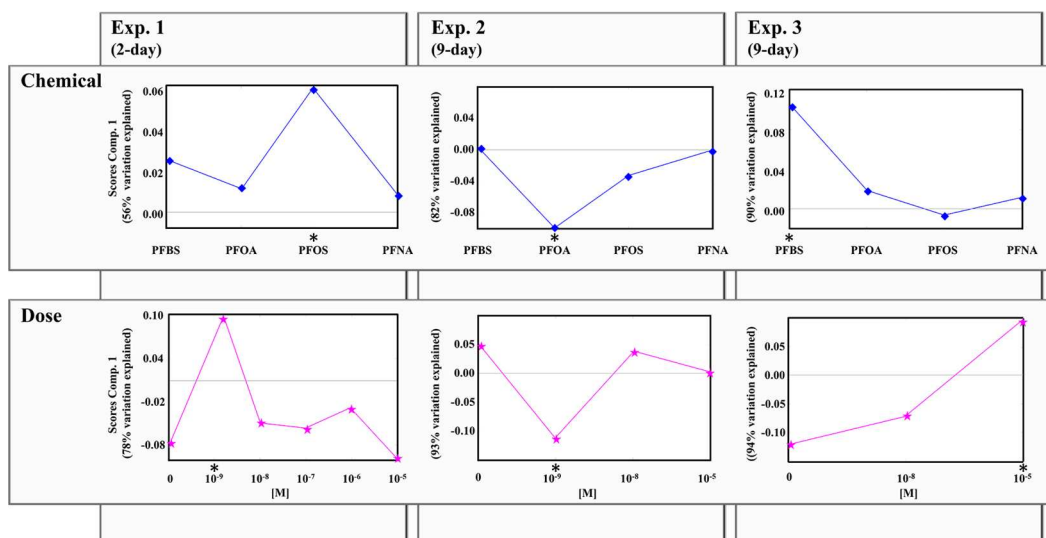 Exp. 1
(2-day)
Exp. 2
(9-day)
Exp. 3
(9-day)
Chemical
Scores Comp. 1
(56% variation explained)
0.06
0.04
0.02
0.00
PFBS
PFOA
*
PFOS
PFNA
(82% variation explained)
0.04
0.00
-0.04
-0.08
PFBS
*
PFOA
PFOS
PFNA
(90% variation explained)
0.12
0.08
0.04
0.00
*
PFBS
PFOA
PFOS
PFNA
Dose
Scores Comp. 1
(78% variation explained)
0.10
0.04
-0.02
-0.08
*
0 10⁻⁹ 10⁻⁸ 10⁻⁷ 10⁻⁶ 10⁻⁵
[M]
(93% variation explained)
0.05
0.00
-0.05
-0.10
*
0 10⁻⁹ 10⁻⁸ 10⁻⁵
[M]
((94% variation explained)
0.05
0.00
-0.05
-0.10
*
0 10⁻⁸ 10⁻⁵
[M]